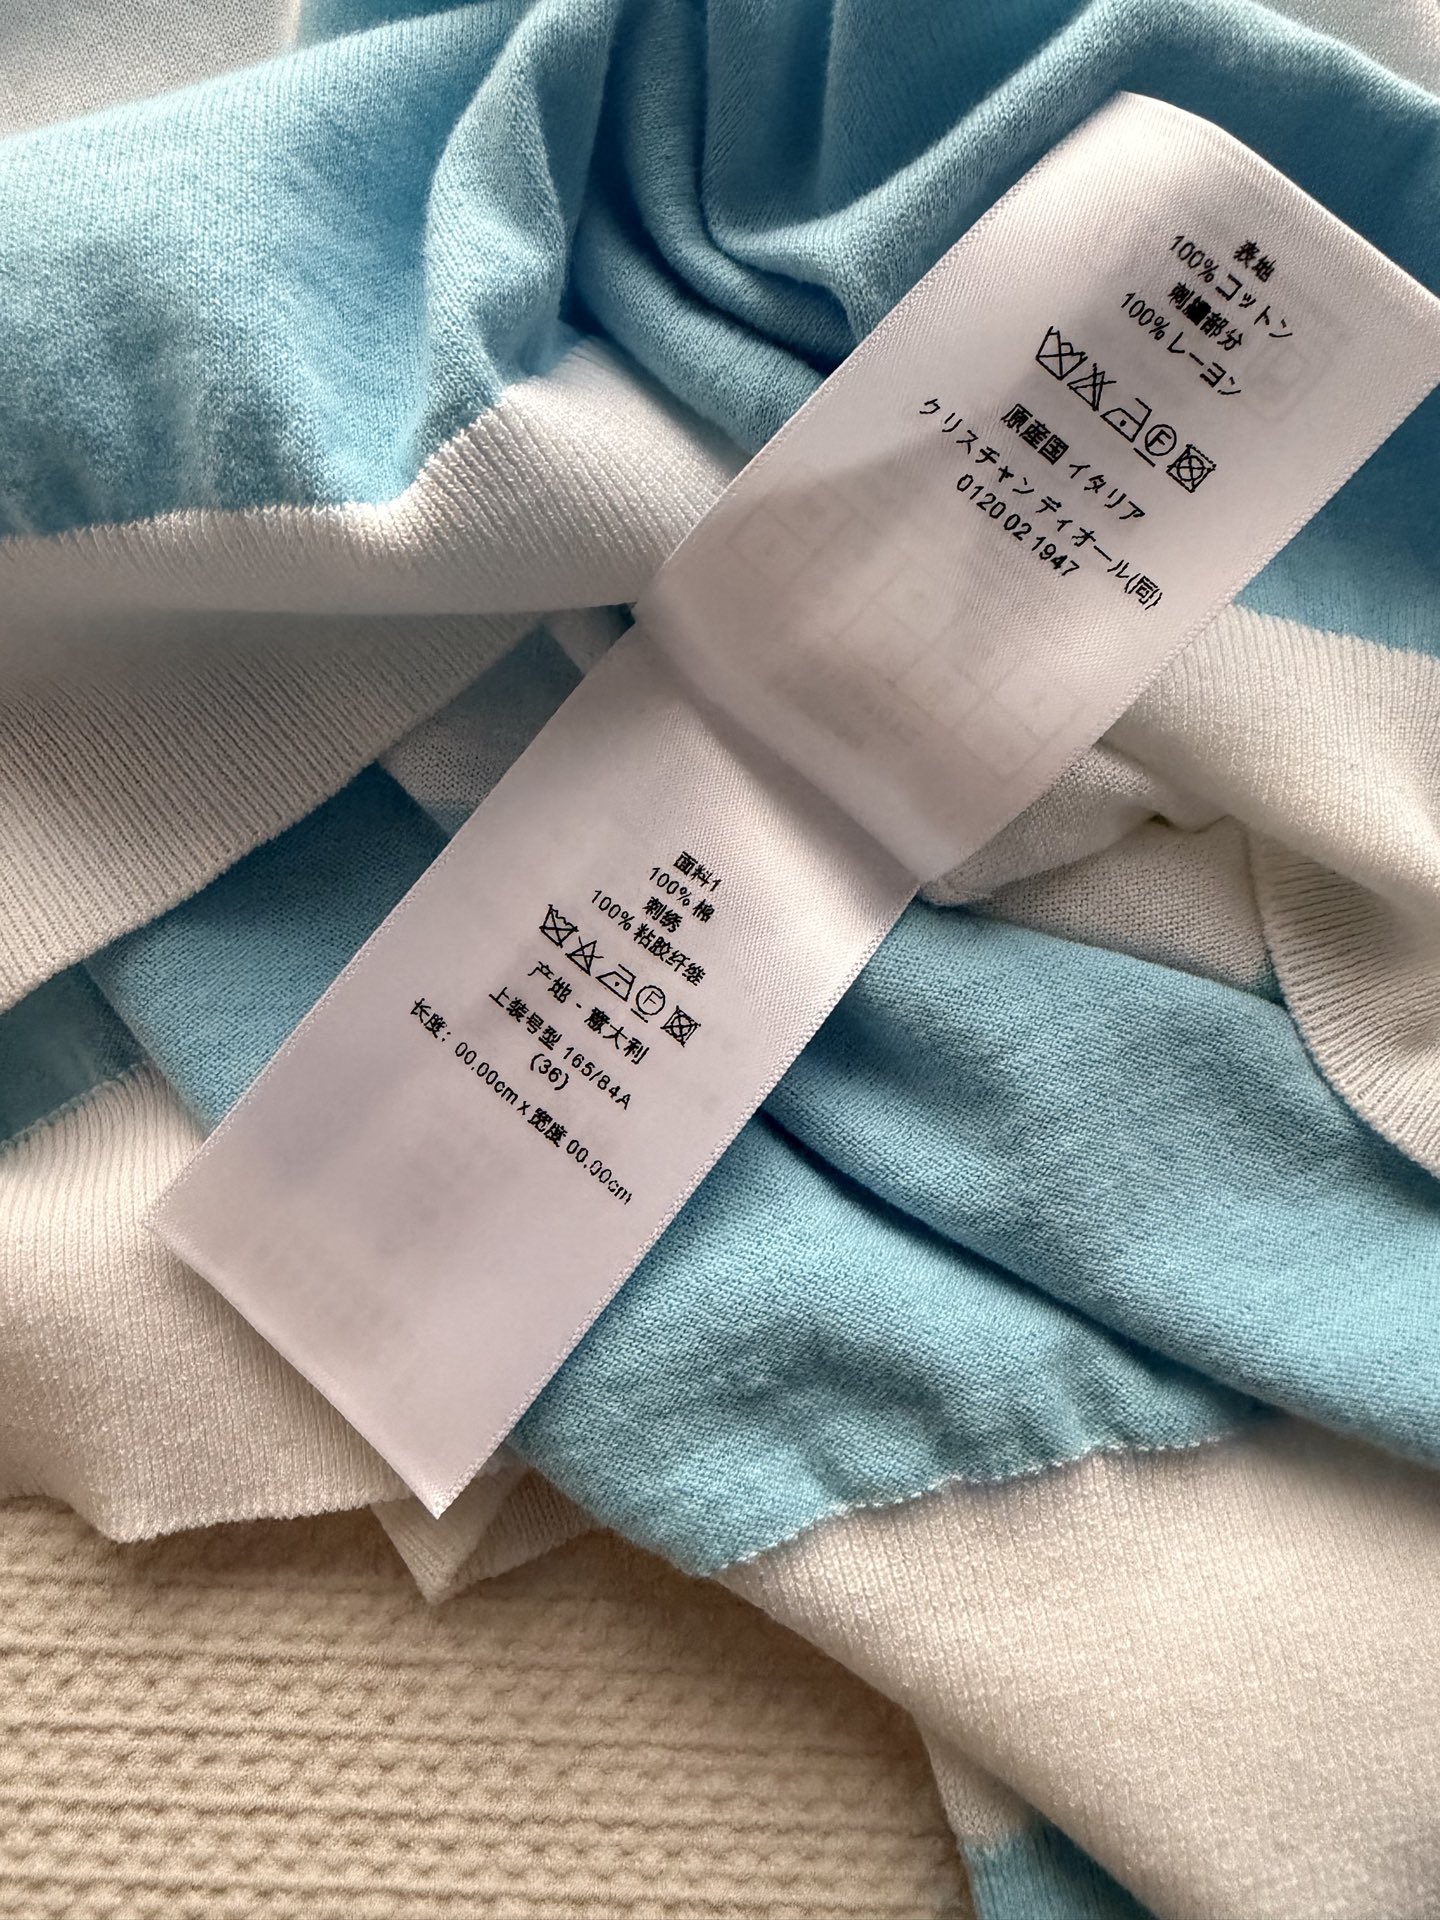 表地
100% コットン
刺繍部分
100% レーヨン
原産国 イタリア
クリスチャン ディオール(同)
0120 02 1947
面料1
100% 棉
刺绣
100% 粘胶纤维
产地 - 意大利
上装号型 165/84A
(36)
长度: 00.00cm x 宽度 00.00cm